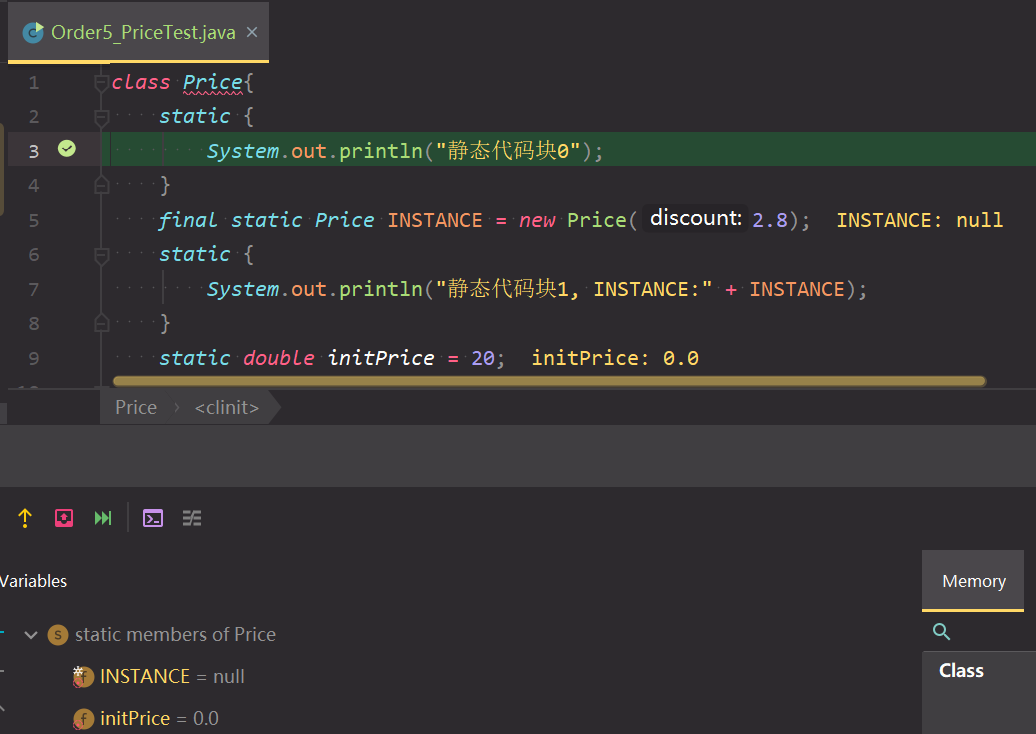 Order5_PriceTest.java
1 class Price{
2 static {
3 System.out.println("静态代码块0");
4 }
5 final static Price INSTANCE = new Price( discount: 2.8); INSTANCE: null
6 static {
7 System.out.println("静态代码块1, INSTANCE:" + INSTANCE);
8 }
9 static double initPrice = 20; initPrice: 0.0
Price <clinit>
Variables
Memory
static members of Price
INSTANCE = null
Class
initPrice = 0.0